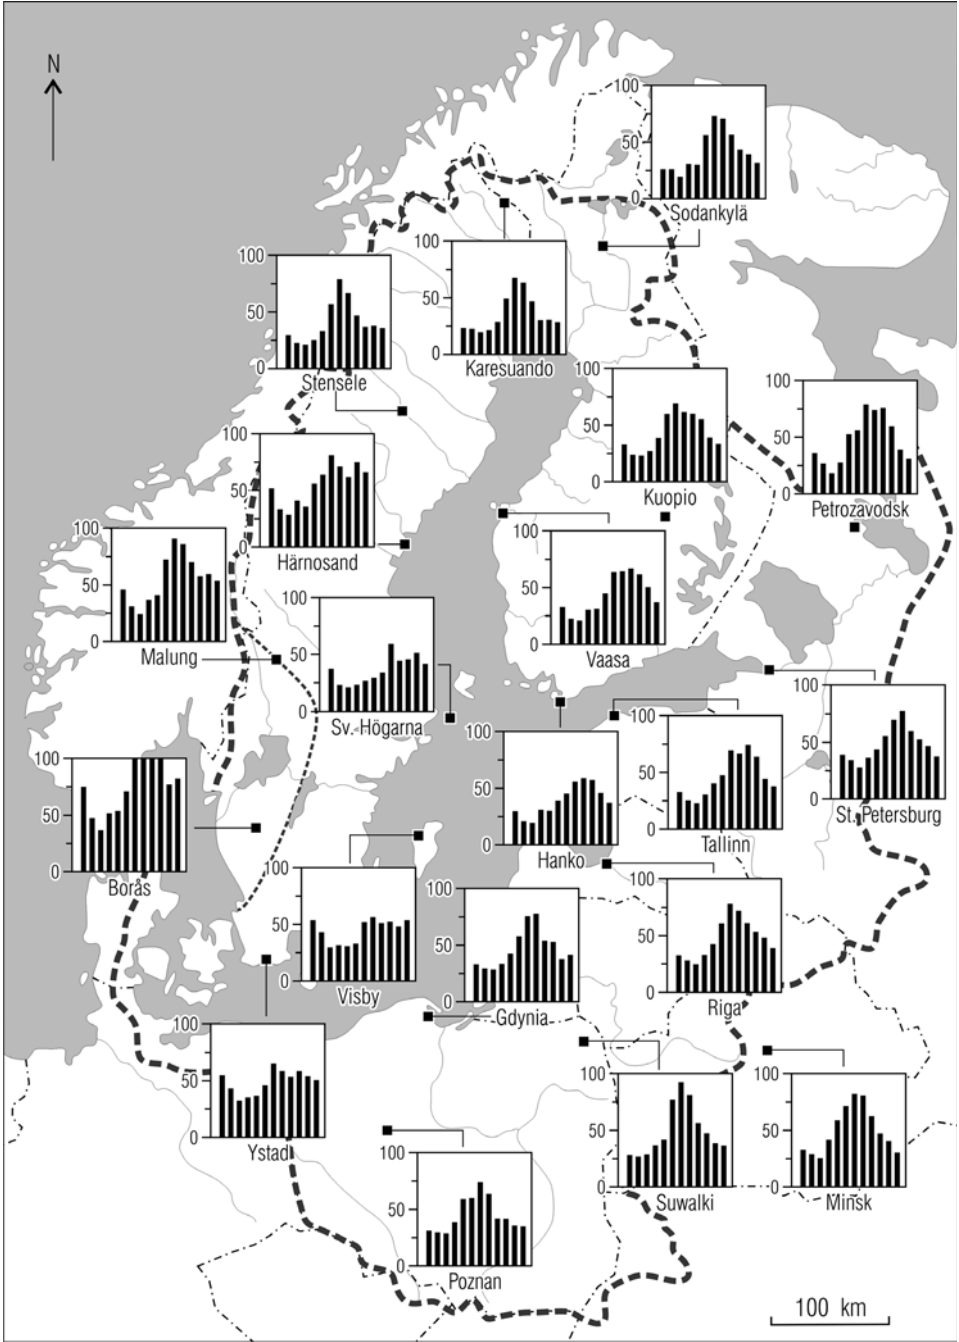 N
100
50
0
Sodankylä
100
50
0
Karesuando
100
50
0
Stensele
100
50
0
Kuopio
100
50
0
Petrozavodsk
100
50
0
Härnosand
100
50
0
Malung
100
50
0
Vaasa
100
50
0
Sv. Högarna
100
50
0
St. Petersburg
100
50
0
Tallinn
100
50
0
Hanko
100
50
0
Borås
100
50
0
Visby
100
50
0
Riga
100
50
0
Gdynia
100
50
0
Ystad
100
50
0
Suwalki
100
50
0
Minsk
100
50
0
Poznan
100 km